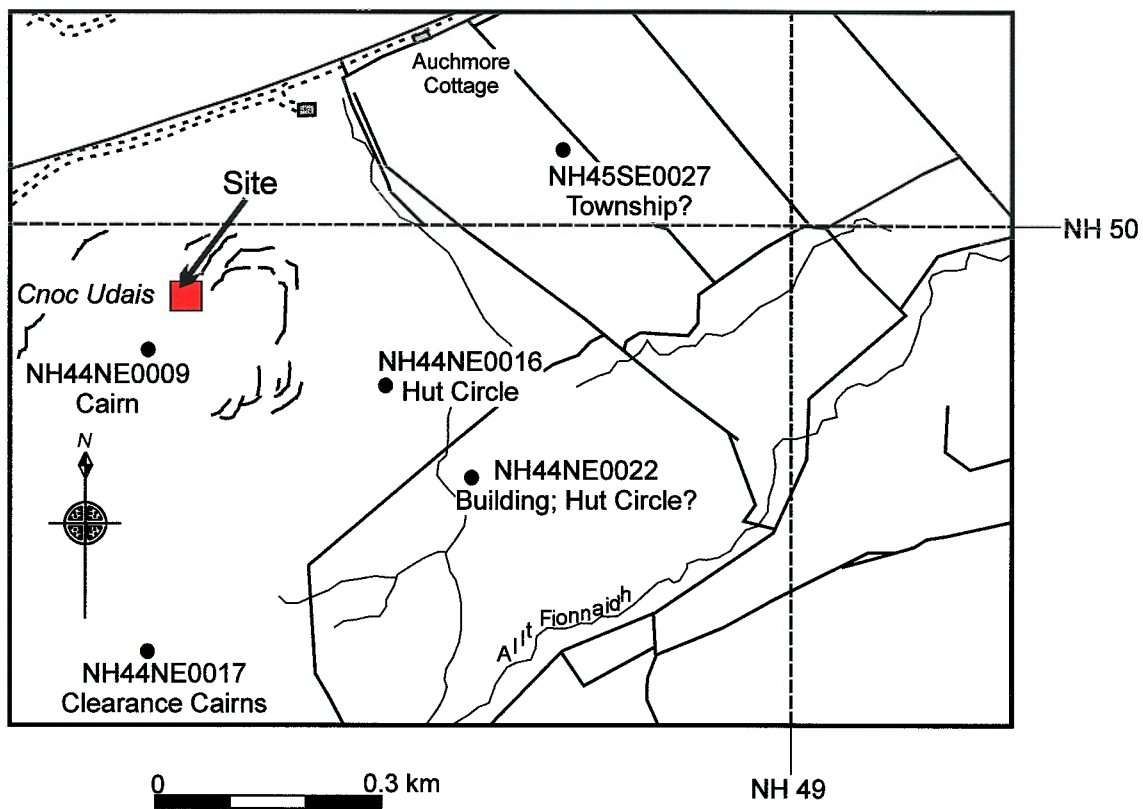 Auchmore
Cottage
NH45SE0027
Township?
Site
NH 50
Cnoc Udais
NH44NE0009
Cairn
NH44NE0016
Hut Circle
N
NH44NE0022
Building; Hut Circle?
Allt Fionnaidh
NH44NE0017
Clearance Cairns
0 0.3 km
NH 49